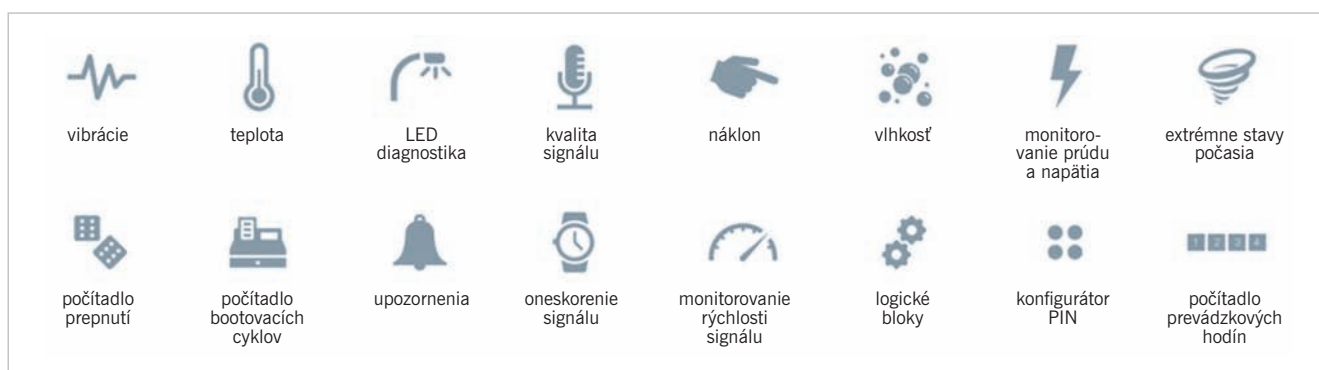 vibrácie
teplota
LED
diagnostika
kvalita
signálu
náklon
vlhkosť
monitoro-
vanie prúdu
a napätia
extrémne stavy
počasia
počítadlo
prepnutí
počítadlo
bootovacích
cyklov
upozornenia
oneskorenie
signálu
monitorovanie
rýchlosti
signálu
logické
bloky
konfigurátor
PIN
1 2 3 4
počítadlo
prevádzkových
hodín